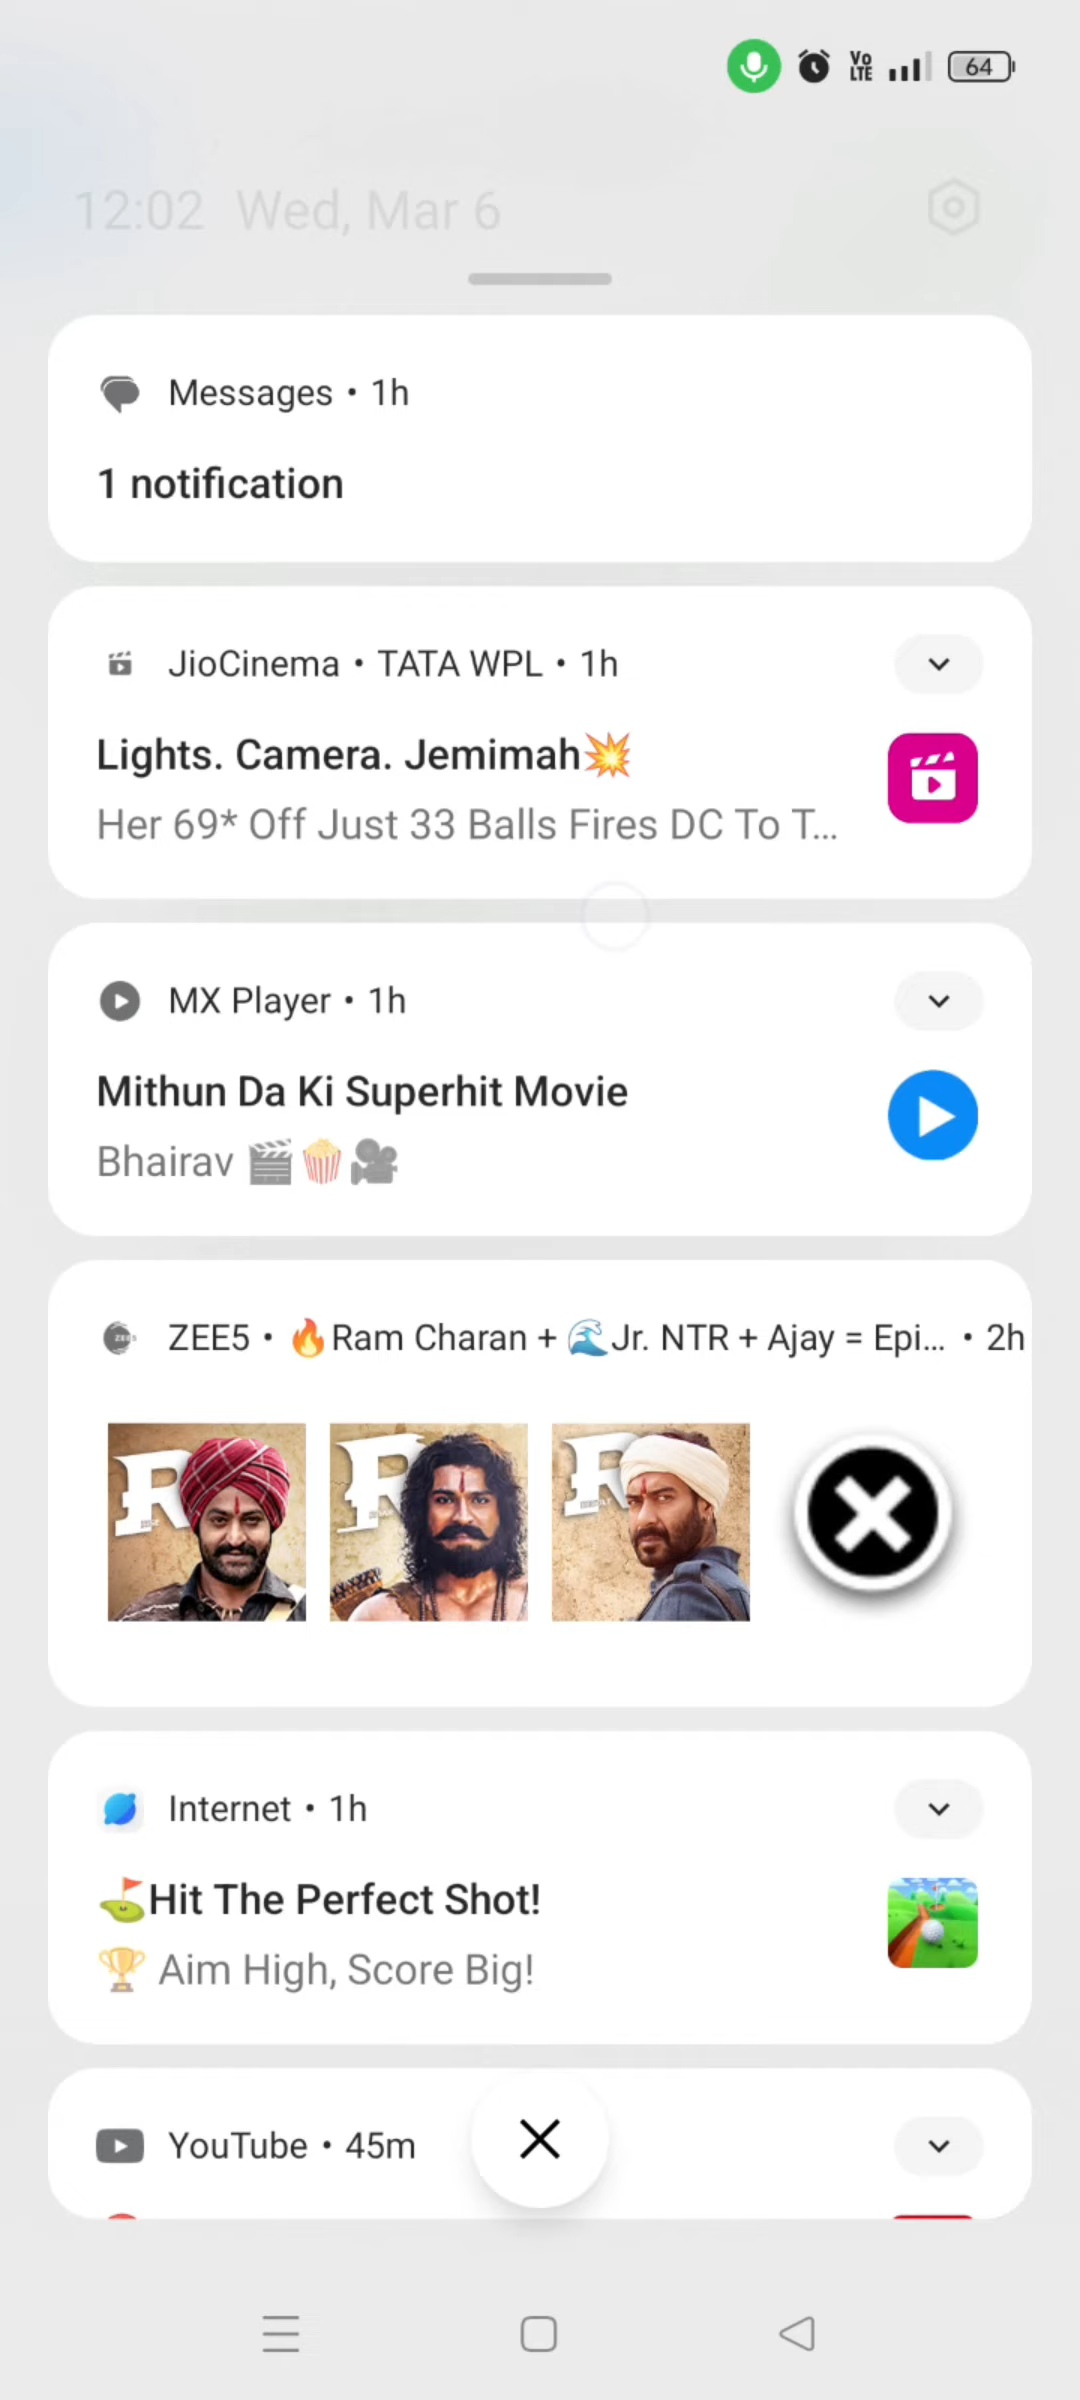 Vo
LTE
64
12:02 Wed, Mar 6
Messages • 1h
1 notification
JioCinema • TATA WPL • 1h
Lights. Camera. Jemimah💥
Her 69* Off Just 33 Balls Fires DC To T...
MX Player • 1h
Mithun Da Ki Superhit Movie
Bhairav 🎬🍿🎥
ZEE5 • 🔥Ram Charan + 🌊Jr. NTR + Ajay = Epi... • 2h
Internet • 1h
⛳Hit The Perfect Shot!
🏆 Aim High, Score Big!
YouTube • 45m